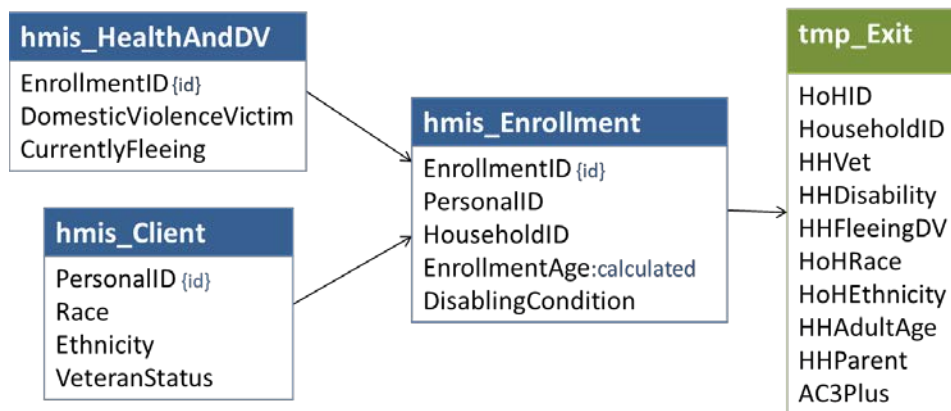 hmis_HealthAndDV
EnrollmentID {id}
DomesticViolenceVictim
CurrentlyFleeing
hmis_Client
PersonalID {id}
Race
Ethnicity
VeteranStatus
hmis_Enrollment
EnrollmentID {id}
PersonalID
HouseholdID
EnrollmentAge:calculated
DisablingCondition
tmp_Exit
HoHID
HouseholdID
HHVet
HHDisability
HHFleeingDV
HoHRace
HoHEthnicity
HHAdultAge
HHParent
AC3Plus